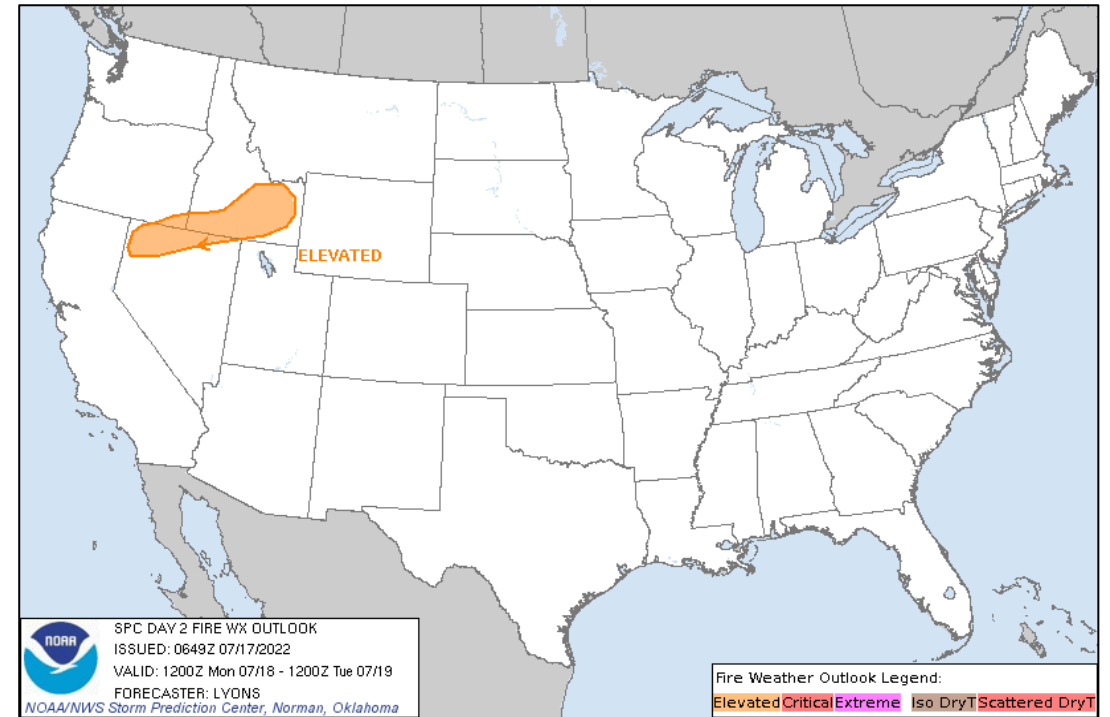 ELEVATED
NOAA
SPC DAY 2 FIRE WX OUTLOOK
ISSUED: 0649Z 07/17/2022
VALID: 1200Z Mon 07/18 - 1200Z Tue 07/19
FORECASTER: LYONS
NOAA/NWS Storm Prediction Center, Norman, Oklahoma
Fire Weather Outlook Legend:
Elevated Critical Extreme Iso DryT Scattered DryT